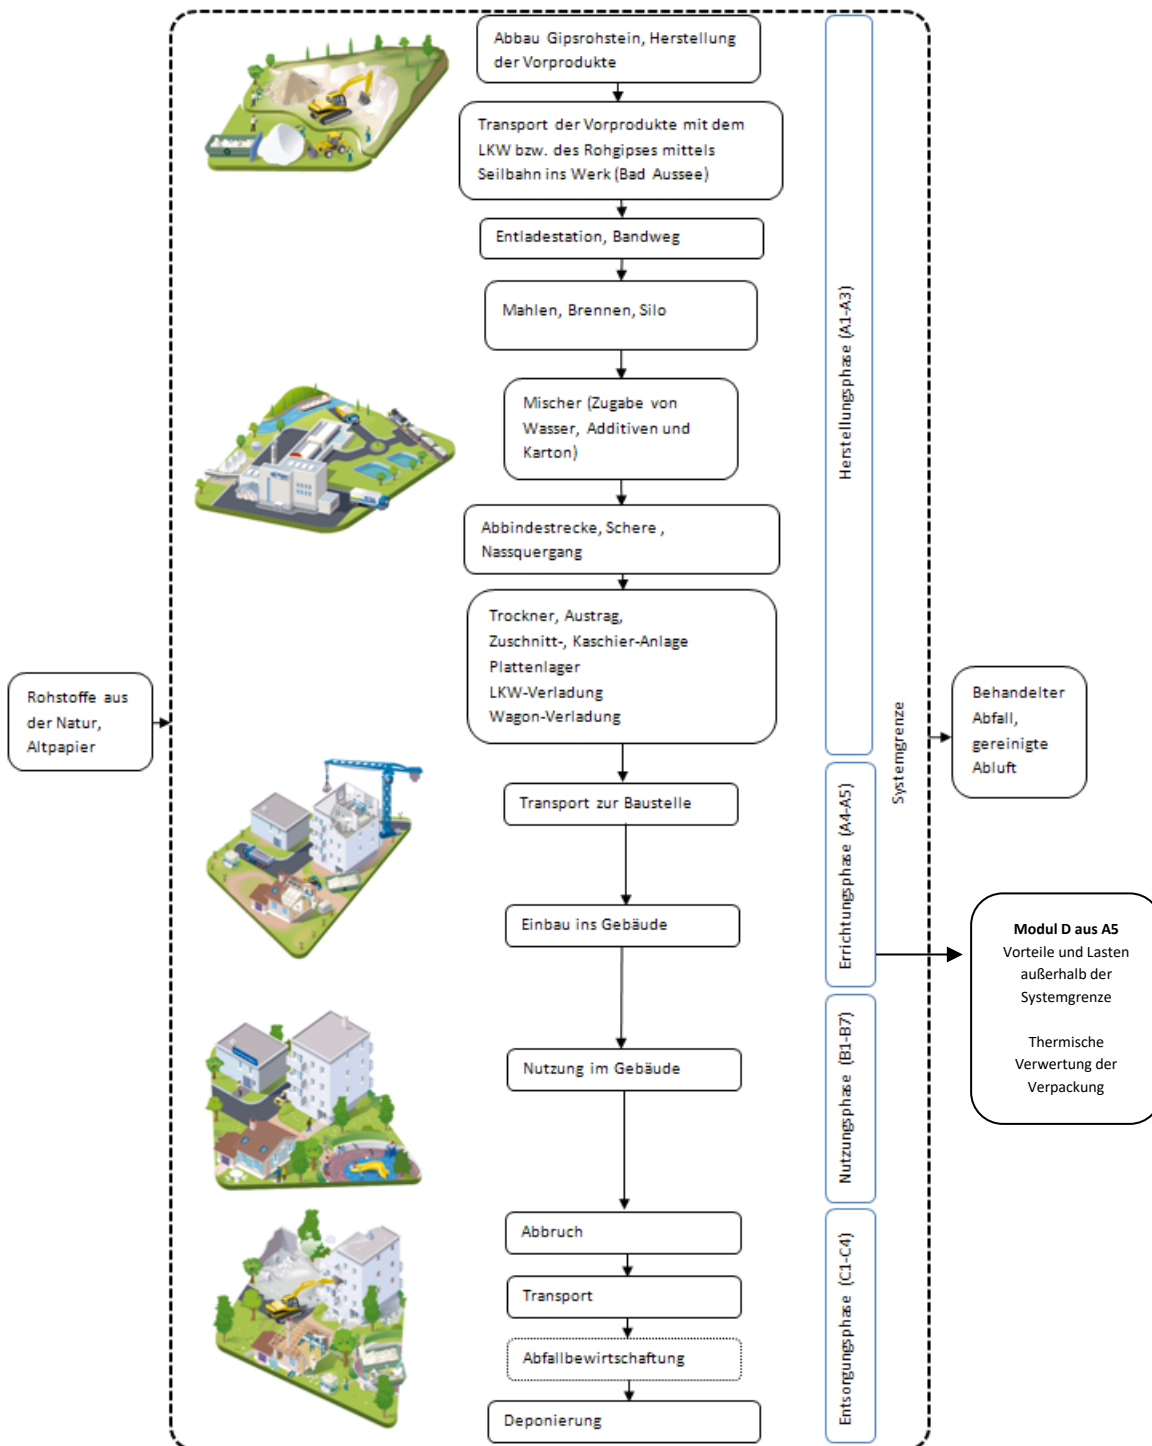 Abbau Gipsrohstein, Herstellung
der Vorprodukte
Transport der Vorprodukte mit dem
LKW bzw. des Rohgipses mittels
Seilbahn ins Werk (Bad Aussee)
Entladestation, Bandweg
Mahlen, Brennen, Silo
Mischer (Zugabe von
Wasser, Additiven und
Karton)
Abbindestrecke, Schere ,
Nassquergang
Trockner, Austrag,
Zuschnitt-, Kaschier-Anlage
Plattenlager
LKW-Verladung
Wagon-Verladung
Transport zur Baustelle
Einbau ins Gebäude
Nutzung im Gebäude
Abbruch
Transport
Abfallbewirtschaftung
Deponierung
Rohstoffe aus
der Natur,
Altpapier
Herstellungsphase (A1-A3)
Errichtungsphase (A4-A5)
Nutzungsphase (B1-B7)
Entsorgungsphase (C1-C4)
Systemgrenze
Behandelter
Abfall,
gereinigte
Abluft
Modul D aus A5
Vorteile und Lasten
außerhalb der
Systemgrenze
Thermische
Verwertung der
Verpackung